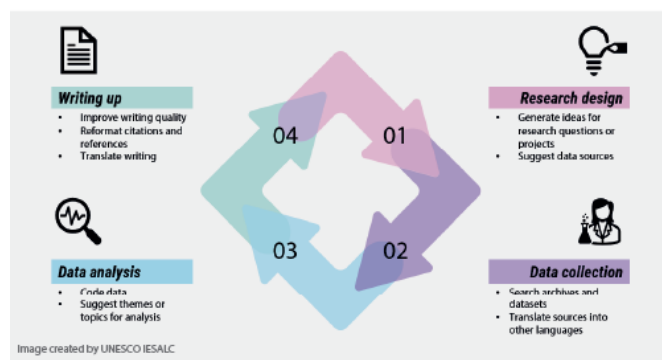 Writing up
• Improve writing quality
• Reformat citations and
references
• Translate writing
04
01
Research design
• Generate ideas for
research questions or
projects
• Suggest data sources
Data analysis
• Code data
• Suggest themes or
topics for analysis
03
02
Data collection
• Search archives and
datasets
• Translate sources into
other languages
Image created by UNESCO IESALC